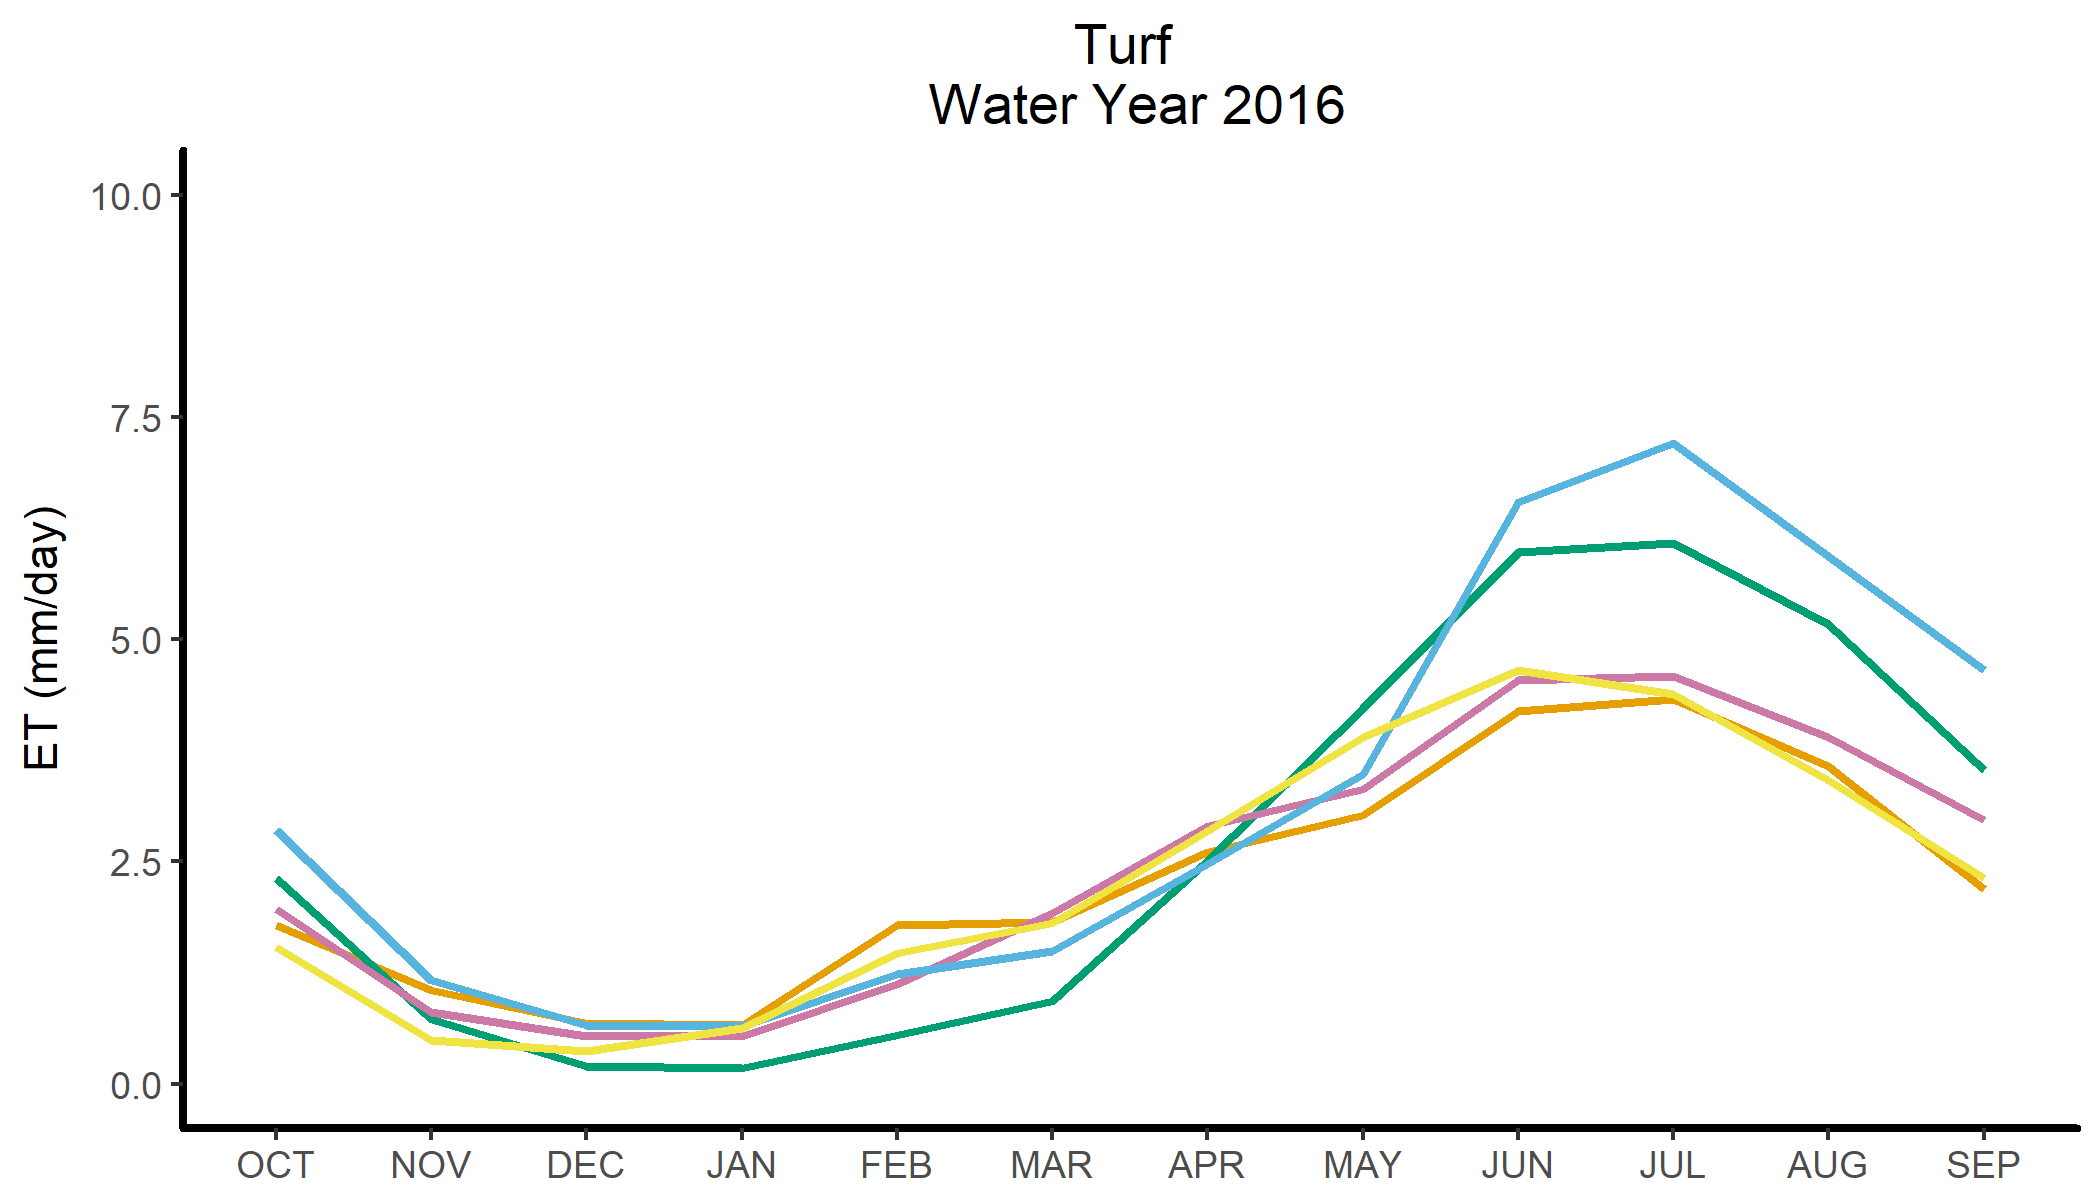 Turf
Water Year 2016
ET (mm/day)
10.0
7.5
5.0
2.5
0.0
OCT NOV DEC JAN FEB MAR APR MAY JUN JUL AUG SEP